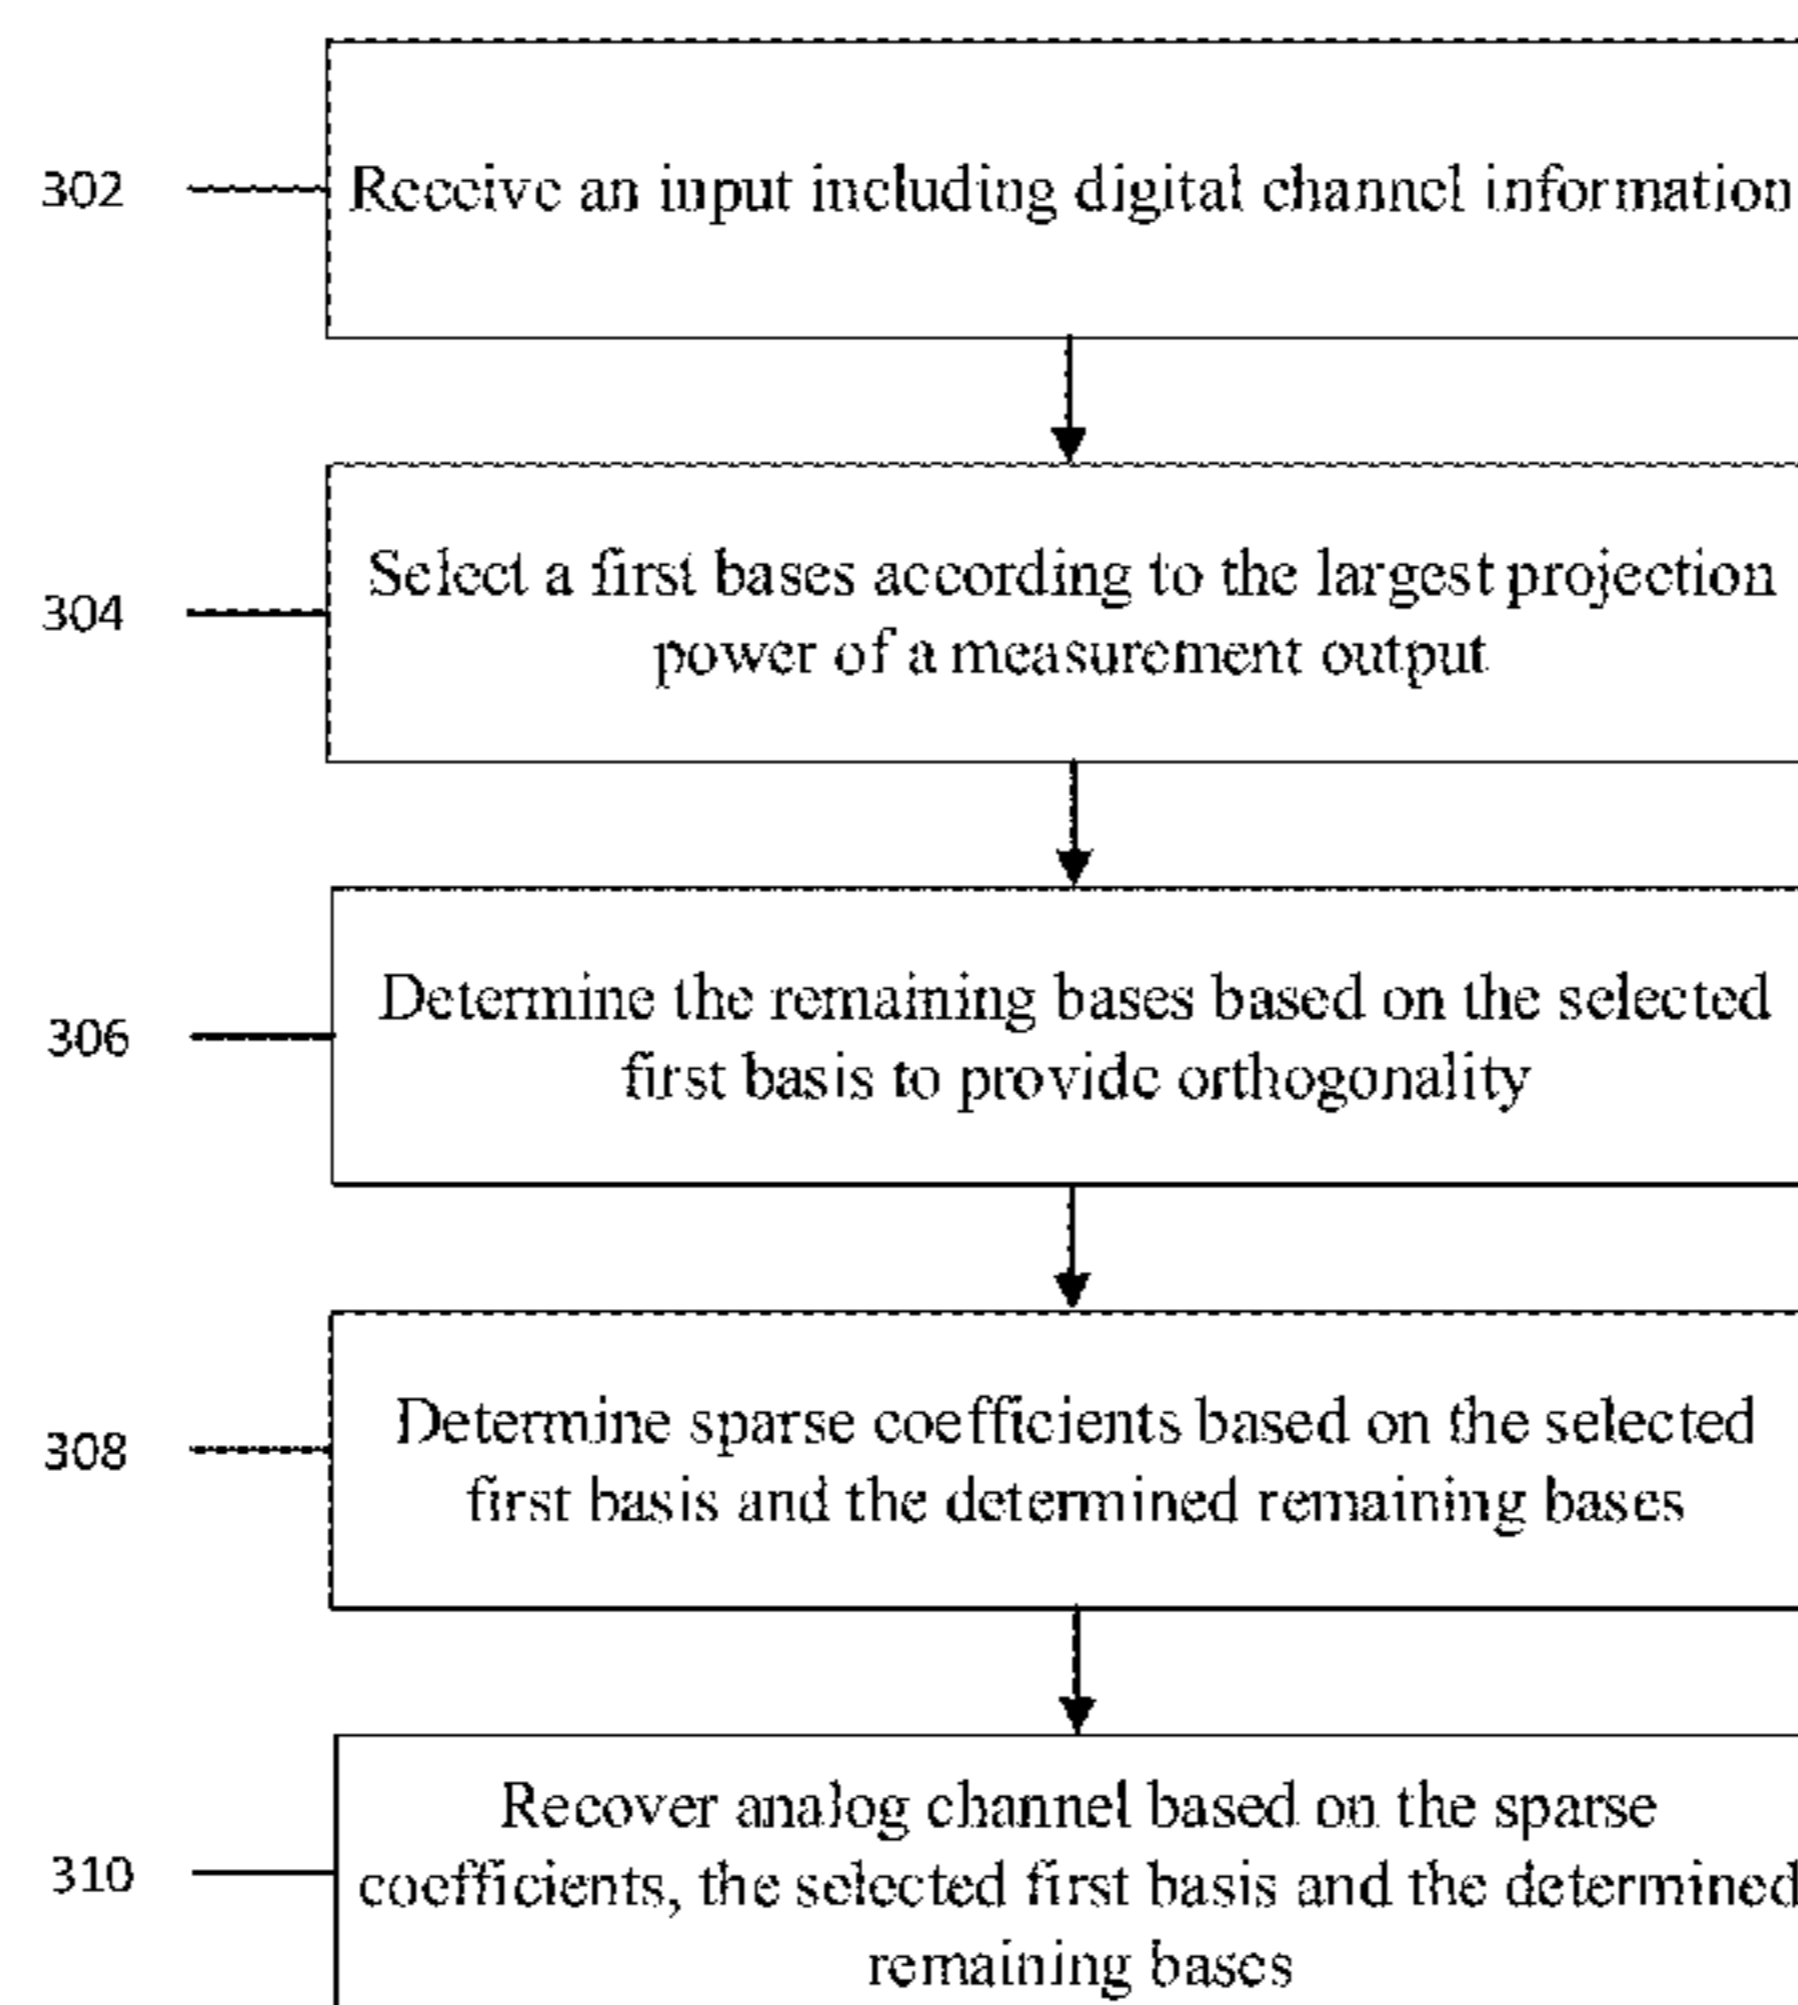 302
Receive an input including digital channel information
304
Select a first bases according to the largest projection
power of a measurement output
306
Determine the remaining bases based on the selected
first basis to provide orthogonality
308
Determine sparse coefficients based on the selected
first basis and the determined remaining bases
310
Recover analog channel based on the sparse
coefficients, the selected first basis and the determined
remaining bases